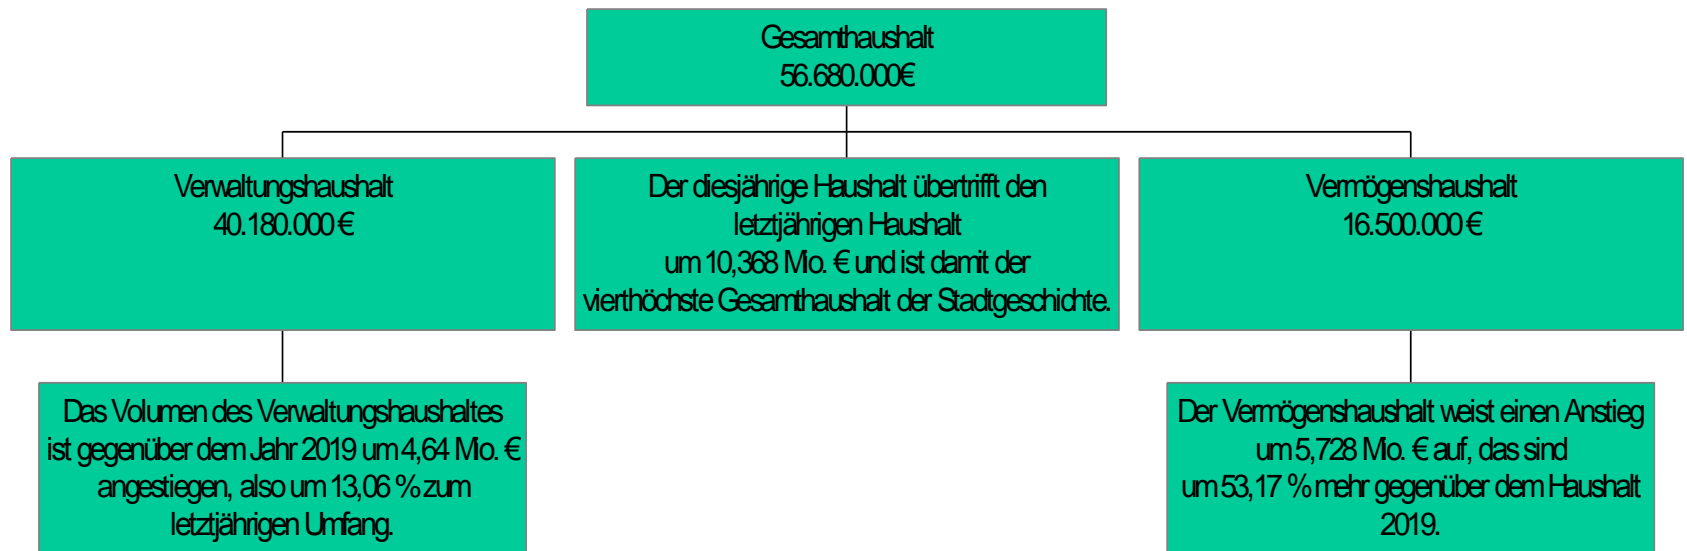 Gesamthaushalt
56.680.000€
Verwaltungshaushalt
40.180.000 €
Der diesjährige Haushalt übertrifft den
letztjährigen Haushalt
um 10,368 Mio. € und ist damit der
vierthöchste Gesamthaushalt der Stadtgeschichte.
Vermögenshaushalt
16.500.000 €
Das Volumen des Verwaltungshaushaltes
ist gegenüber dem Jahr 2019 um 4,64 Mio. €
angestiegen, also um 13,06 % zum
letztjährigen Umfang.
Der Vermögenshaushalt weist einen Anstieg
um 5,728 Mio. € auf, das sind
um 53,17 % mehr gegenüber dem Haushalt
2019.